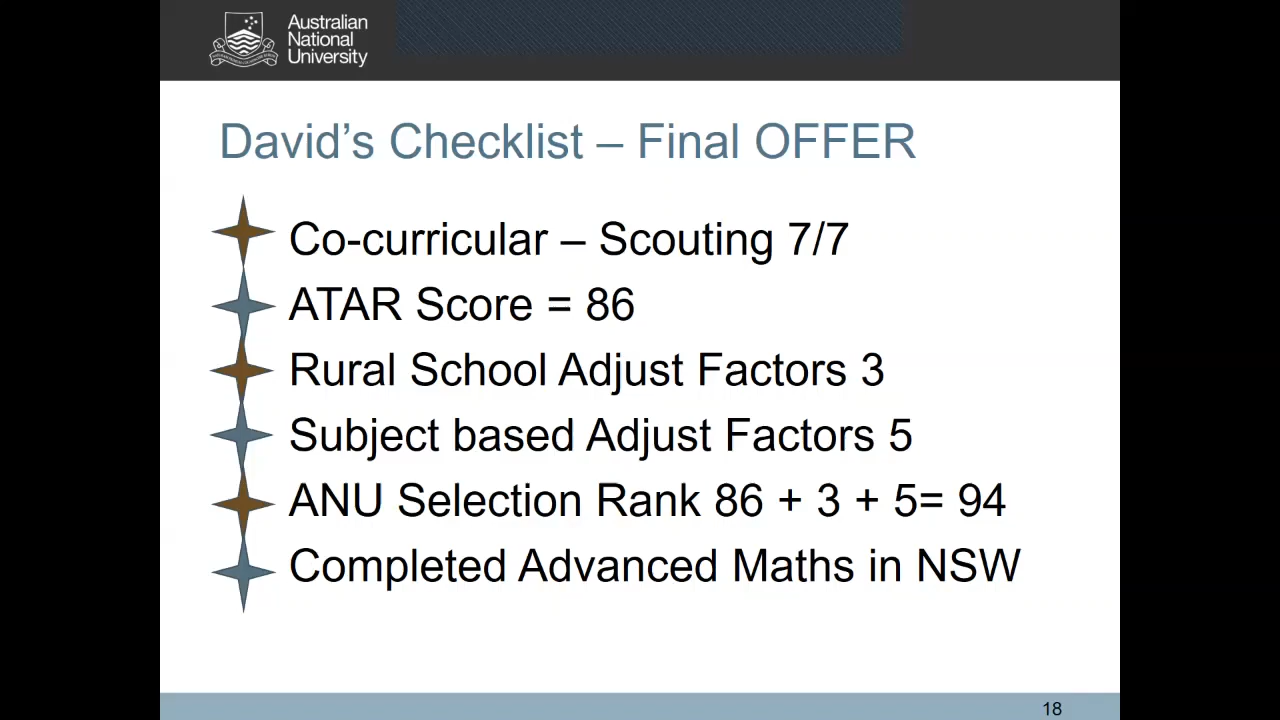 Australian
National
University
David’s Checklist – Final OFFER
Co-curricular – Scouting 7/7
ATAR Score = 86
Rural School Adjust Factors 3
Subject based Adjust Factors 5
ANU Selection Rank 86 + 3 + 5= 94
Completed Advanced Maths in NSW
18